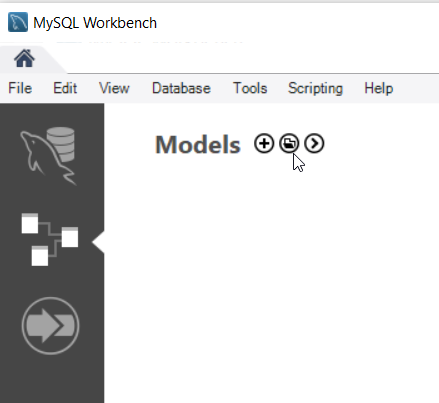 MySQL Workbench
File Edit View Database Tools Scripting Help
Models